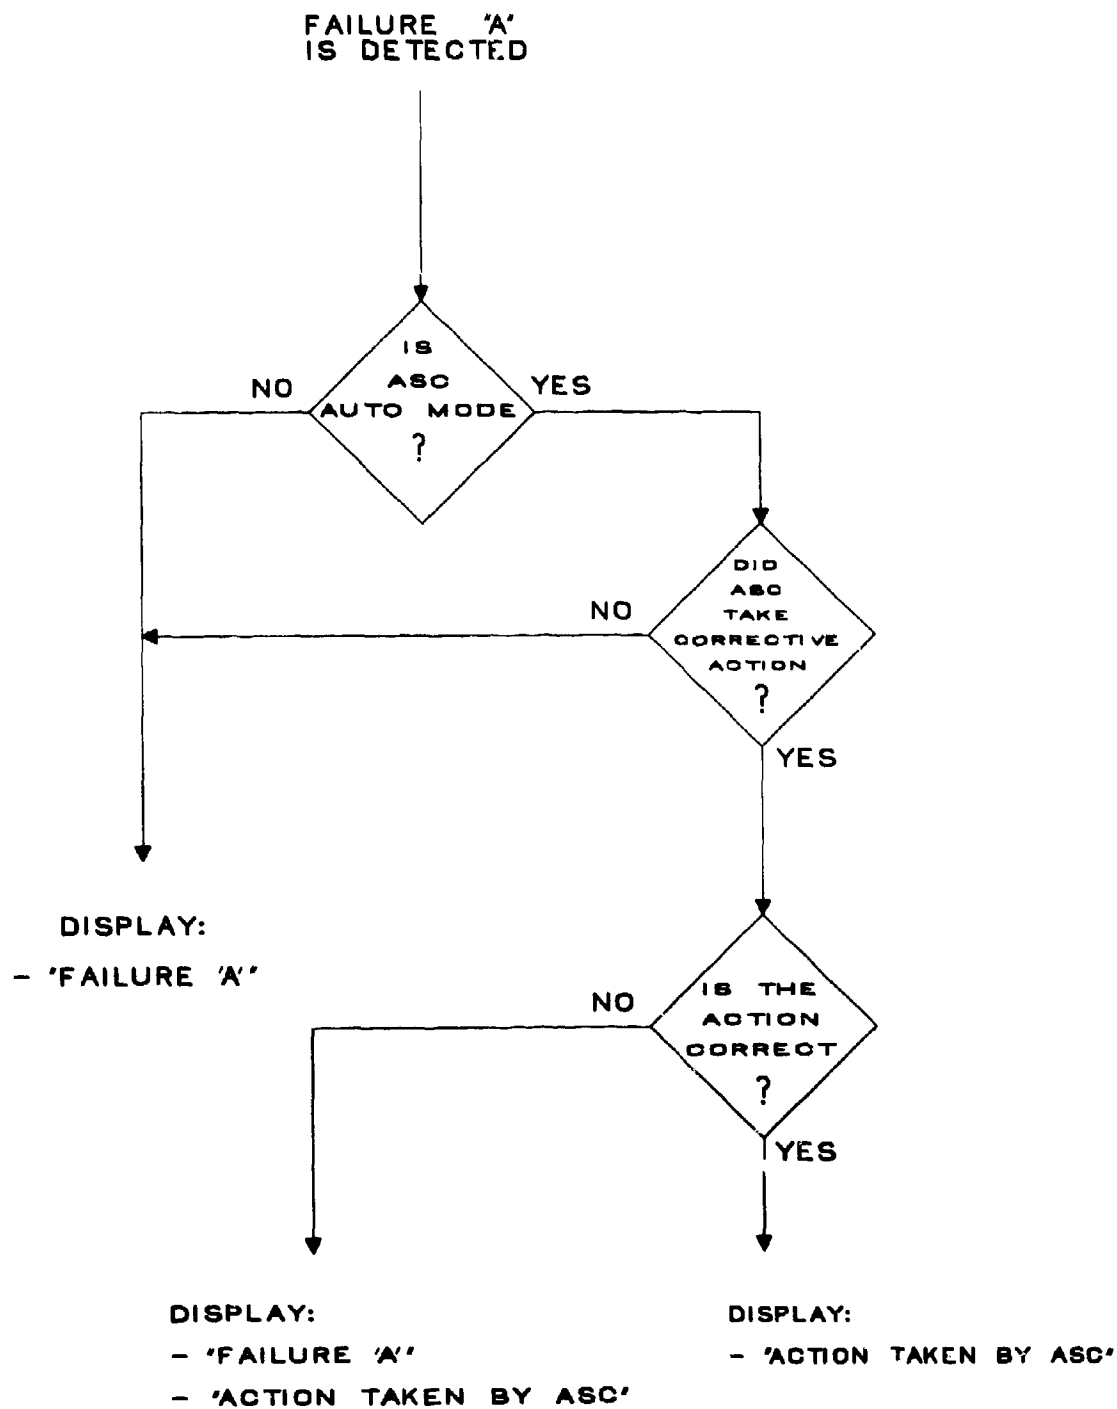 FAILURE "A"
IS DETECTED
IS
ASC
AUTO MODE
?
NO
YES
DID
ASC
TAKE
CORRECTIVE
ACTION
?
NO
YES
DISPLAY:
- "FAILURE 'A'"
IS THE
ACTION
CORRECT
?
NO
YES
DISPLAY:
- "FAILURE 'A'"
- "ACTION TAKEN BY ASC"
DISPLAY:
- "ACTION TAKEN BY ASC"